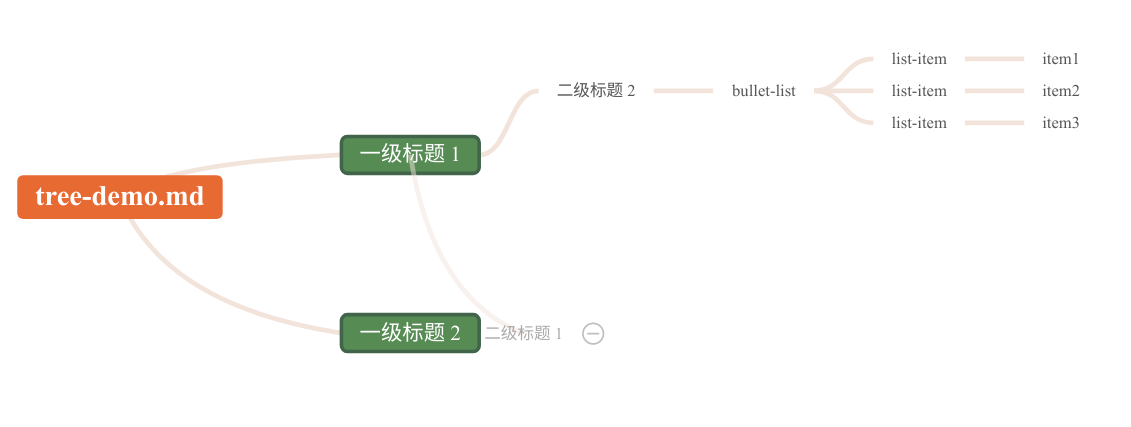 tree-demo.md
一级标题 1
二级标题 2
bullet-list
list-item
item1
list-item
item2
list-item
item3
一级标题 2
二级标题 1